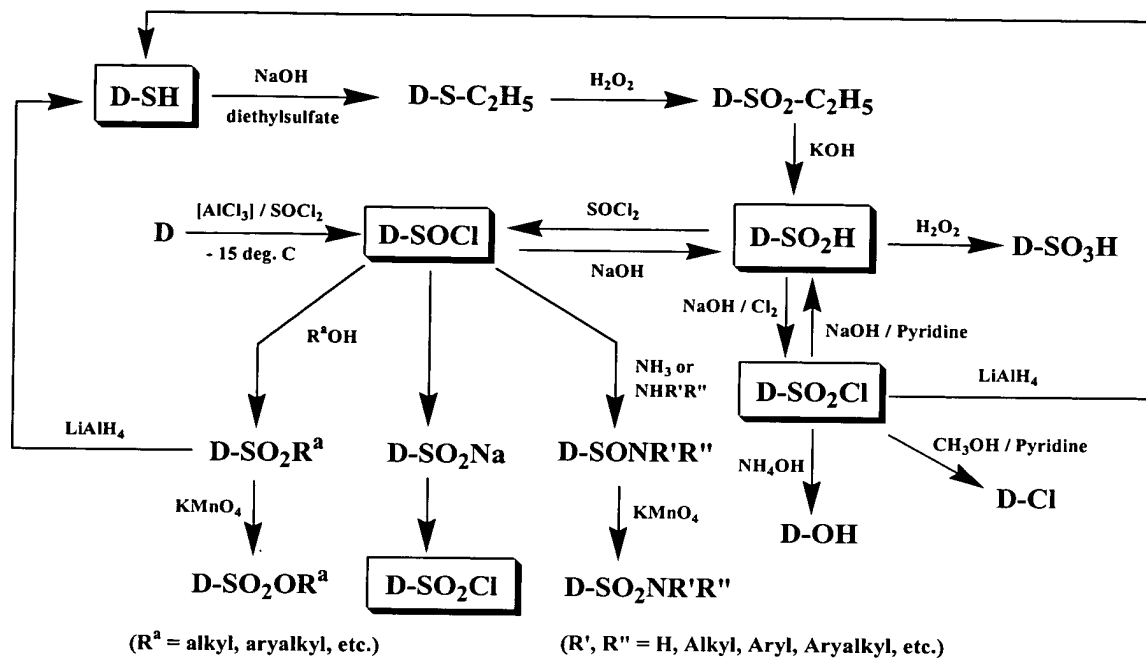 D-SH
NaOH
diethylsulfate
D-S-C₂H₅
H₂O₂
D-SO₂-C₂H₅
KOH
D
[AlCl₃] / SOCl₂
- 15 deg. C
D-SOCl
SOCl₂
NaOH
D-SO₂H
H₂O₂
D-SO₃H
NaOH / Cl₂
NaOH / Pyridine
RᵃOH
NH₃ or
NHR'R"
D-SO₂Cl
LiAlH₄
LiAlH₄
D-SO₂Rᵃ
D-SO₂Na
D-SONR'R"
NH₄OH
CH₃OH / Pyridine
D-Cl
KMnO₄
KMnO₄
D-OH
D-SO₂ORᵃ
D-SO₂Cl
D-SO₂NR'R"
(Rᵃ = alkyl, aryalkyl, etc.)
(R', R" = H, Alkyl, Aryl, Aryalkyl, etc.)